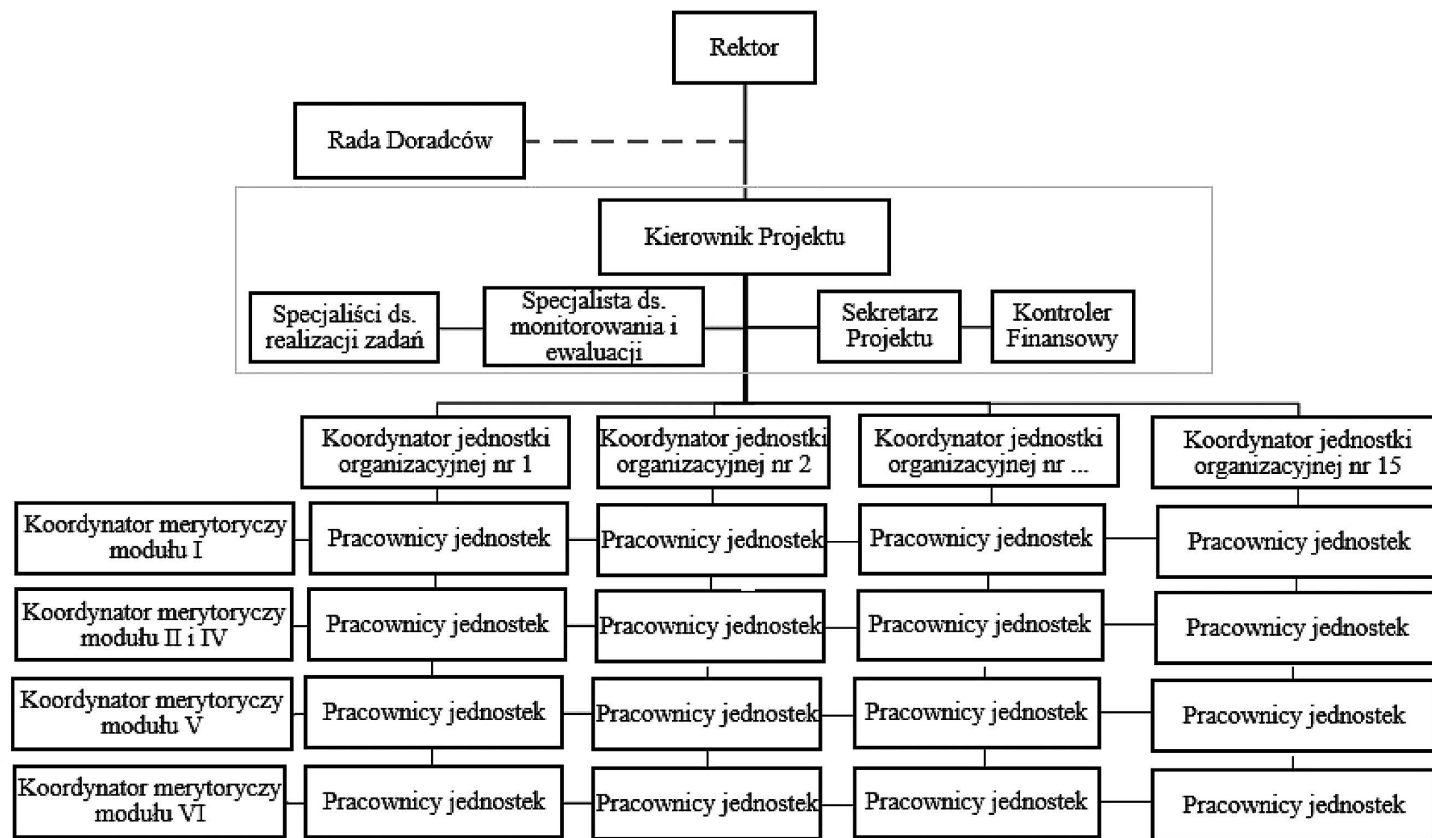 Rektor
Rada Doradców
Kierownik Projektu
Specjaliści ds.
realizacji zadań
Specjalista ds.
monitorowania i
ewaluacji
Sekretarz
Projektu
Kontroler
Finansowy
Koordynator jednostki
organizacyjnej nr 1
Koordynator jednostki
organizacyjnej nr 2
Koordynator jednostki
organizacyjnej nr ...
Koordynator jednostki
organizacyjnej nr 15
Koordynator merytoryczy
modułu I
Pracownicy jednostek
Pracownicy jednostek
Pracownicy jednostek
Pracownicy jednostek
Koordynator merytoryczy
modułu II i IV
Pracownicy jednostek
Pracownicy jednostek
Pracownicy jednostek
Pracownicy jednostek
Koordynator merytoryczy
modułu V
Pracownicy jednostek
Pracownicy jednostek
Pracownicy jednostek
Pracownicy jednostek
Koordynator merytoryczy
modułu VI
Pracownicy jednostek
Pracownicy jednostek
Pracownicy jednostek
Pracownicy jednostek